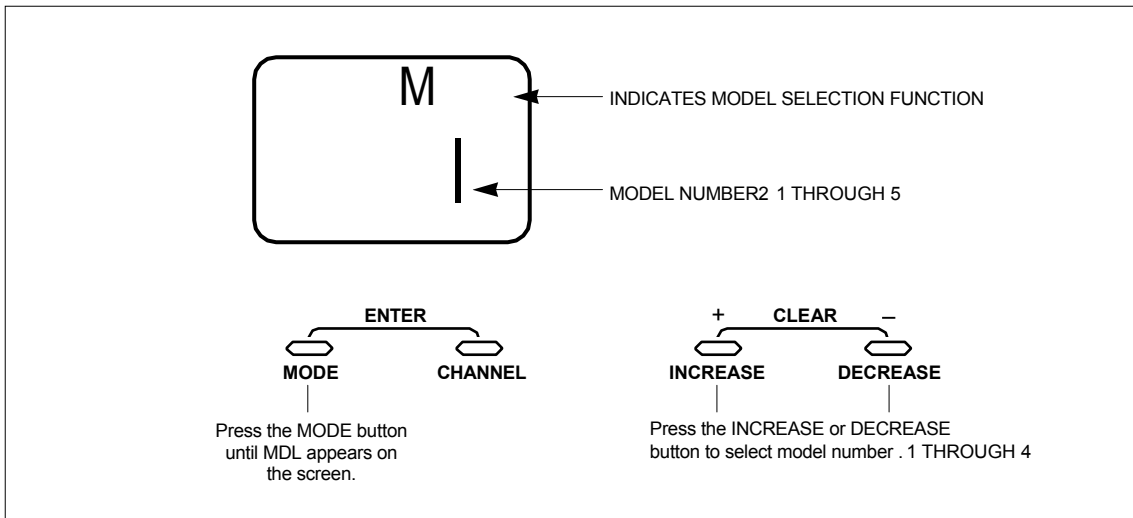 M
INDICATES MODEL SELECTION FUNCTION
|
MODEL NUMBER2 1 THROUGH 5
ENTER
MODE CHANNEL
+ CLEAR –
INCREASE DECREASE
Press the MODE button
until MDL appears on
the screen.
Press the INCREASE or DECREASE
button to select model number . 1 THROUGH 4